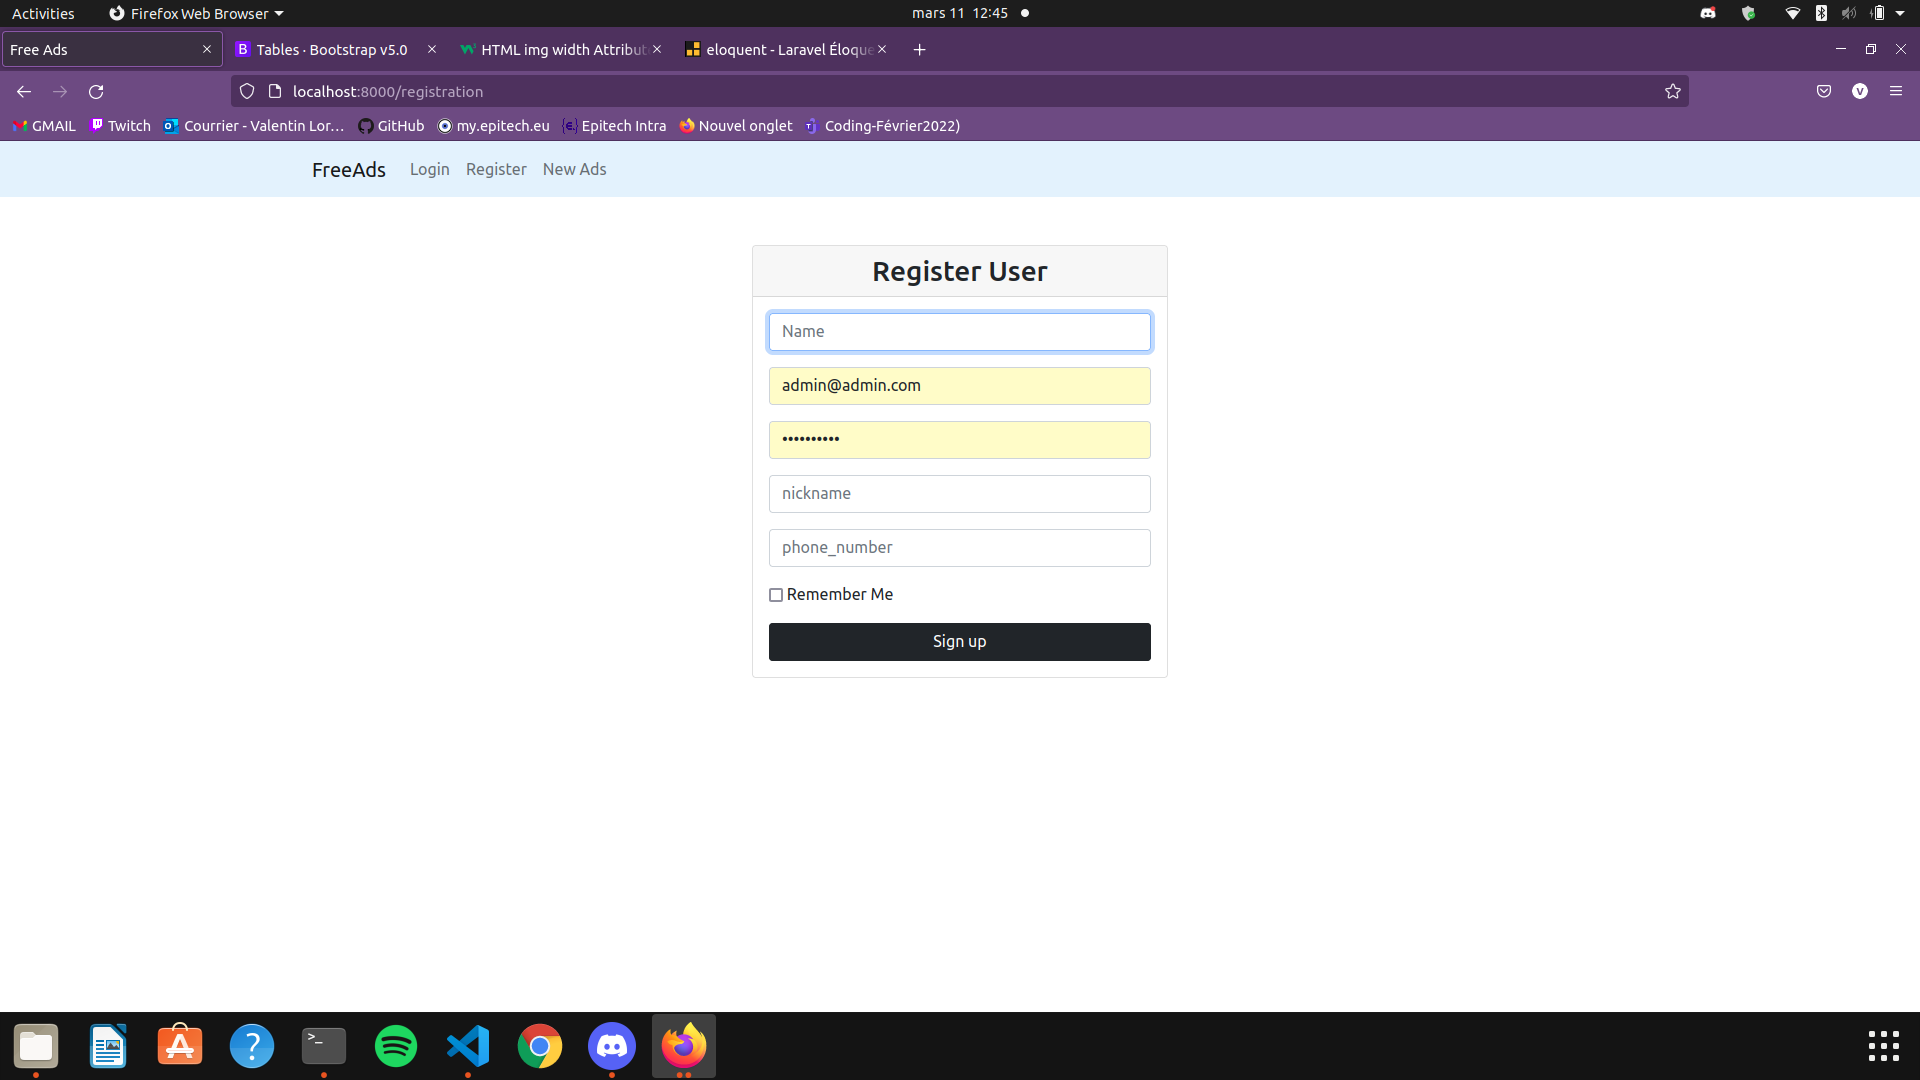 Activities Firefox Web Browser mars 11 12:45
Free Ads Tables · Bootstrap v5.0 HTML img width Attribut eloquent - Laravel Éloque
localhost:8000/registration V
GMAIL Twitch Courrier - Valentin Lor… GitHub my.epitech.eu Epitech Intra Nouvel onglet Coding-Février2022)
FreeAds Login Register New Ads
Register User
Name
admin@admin.com
••••••••••
nickname
phone_number
Remember Me
Sign up